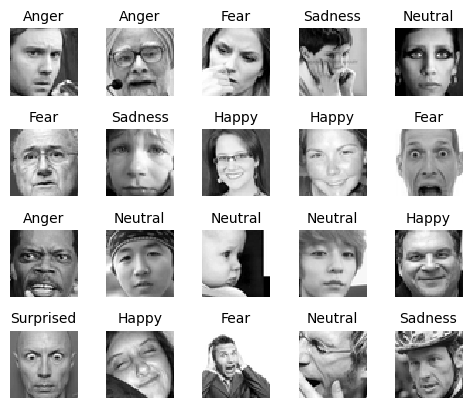 Anger Anger Fear Sadness Neutral
Fear Sadness Happy Happy Fear
Anger Neutral Neutral Neutral Happy
Surprised Happy Fear Neutral Sadness